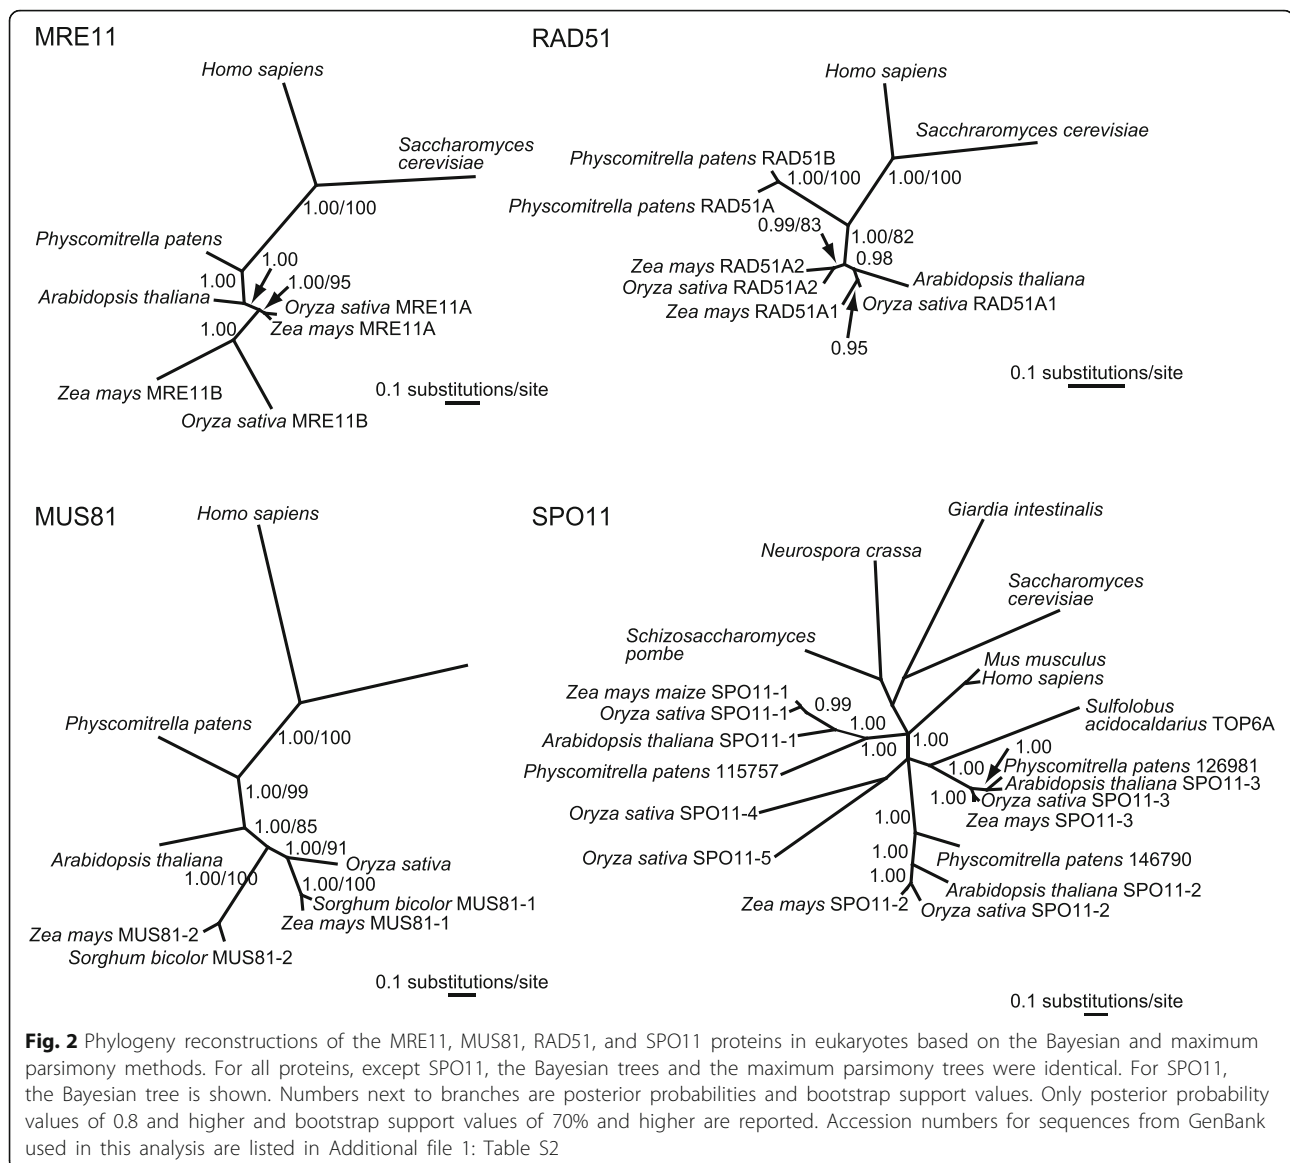 MRE11
Homo sapiens
Saccharomyces
cerevisiae
1.00/100
Physcomitrella patens
1.00
1.00
1.00/95
Arabidopsis thaliana
Oryza sativa MRE11A
Zea mays MRE11A
1.00
Zea mays MRE11B
Oryza sativa MRE11B
0.1 substitutions/site
RAD51
Homo sapiens
Sacchraromyces cerevisiae
Physcomitrella patens RAD51B
1.00/100
1.00/100
Physcomitrella patens RAD51A
0.99/83
1.00/82
0.98
Zea mays RAD51A2
Arabidopsis thaliana
Oryza sativa RAD51A2
Zea mays RAD51A1
Oryza sativa RAD51A1
0.95
0.1 substitutions/site
MUS81
Homo sapiens
Physcomitrella patens
1.00/100
1.00/99
1.00/85
1.00/91
Arabidopsis thaliana
Oryza sativa
1.00/100
1.00/100
Sorghum bicolor MUS81-1
Zea mays MUS81-1
Zea mays MUS81-2
Sorghum bicolor MUS81-2
0.1 substitutions/site
SPO11
Giardia intestinalis
Neurospora crassa
Saccharomyces
cerevisiae
Schizosaccharomyces
pombe
Mus musculus
Homo sapiens
Zea mays maize SPO11-1
0.99
Oryza sativa SPO11-1
Sulfolobus
acidocaldarius TOP6A
1.00
Arabidopsis thaliana SPO11-1
1.00
1.00
1.00
Physcomitrella patens 115757
1.00
Physcomitrella patens 126981
Arabidopsis thaliana SPO11-3
1.00
Oryza sativa SPO11-3
Zea mays SPO11-3
Oryza sativa SPO11-4
1.00
Oryza sativa SPO11-5
1.00
Physcomitrella patens 146790
1.00
Arabidopsis thaliana SPO11-2
Zea mays SPO11-2
Oryza sativa SPO11-2
0.1 substitutions/site
Fig. 2 Phylogeny reconstructions of the MRE11, MUS81, RAD51, and SPO11 proteins in eukaryotes based on the Bayesian and maximum
parsimony methods. For all proteins, except SPO11, the Bayesian trees and the maximum parsimony trees were identical. For SPO11,
the Bayesian tree is shown. Numbers next to branches are posterior probabilities and bootstrap support values. Only posterior probability
values of 0.8 and higher and bootstrap support values of 70% and higher are reported. Accession numbers for sequences from GenBank
used in this analysis are listed in Additional file 1: Table S2